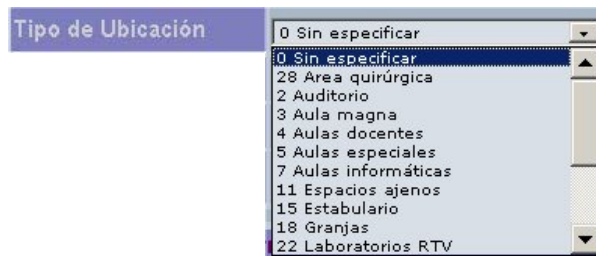 Tipo de Ubicación
0 Sin especificar
0 Sin especificar
28 Area quirúrgica
2 Auditorio
3 Aula magna
4 Aulas docentes
5 Aulas especiales
7 Aulas informáticas
11 Espacios ajenos
15 Estabulario
18 Granjas
22 Laboratorios RTV